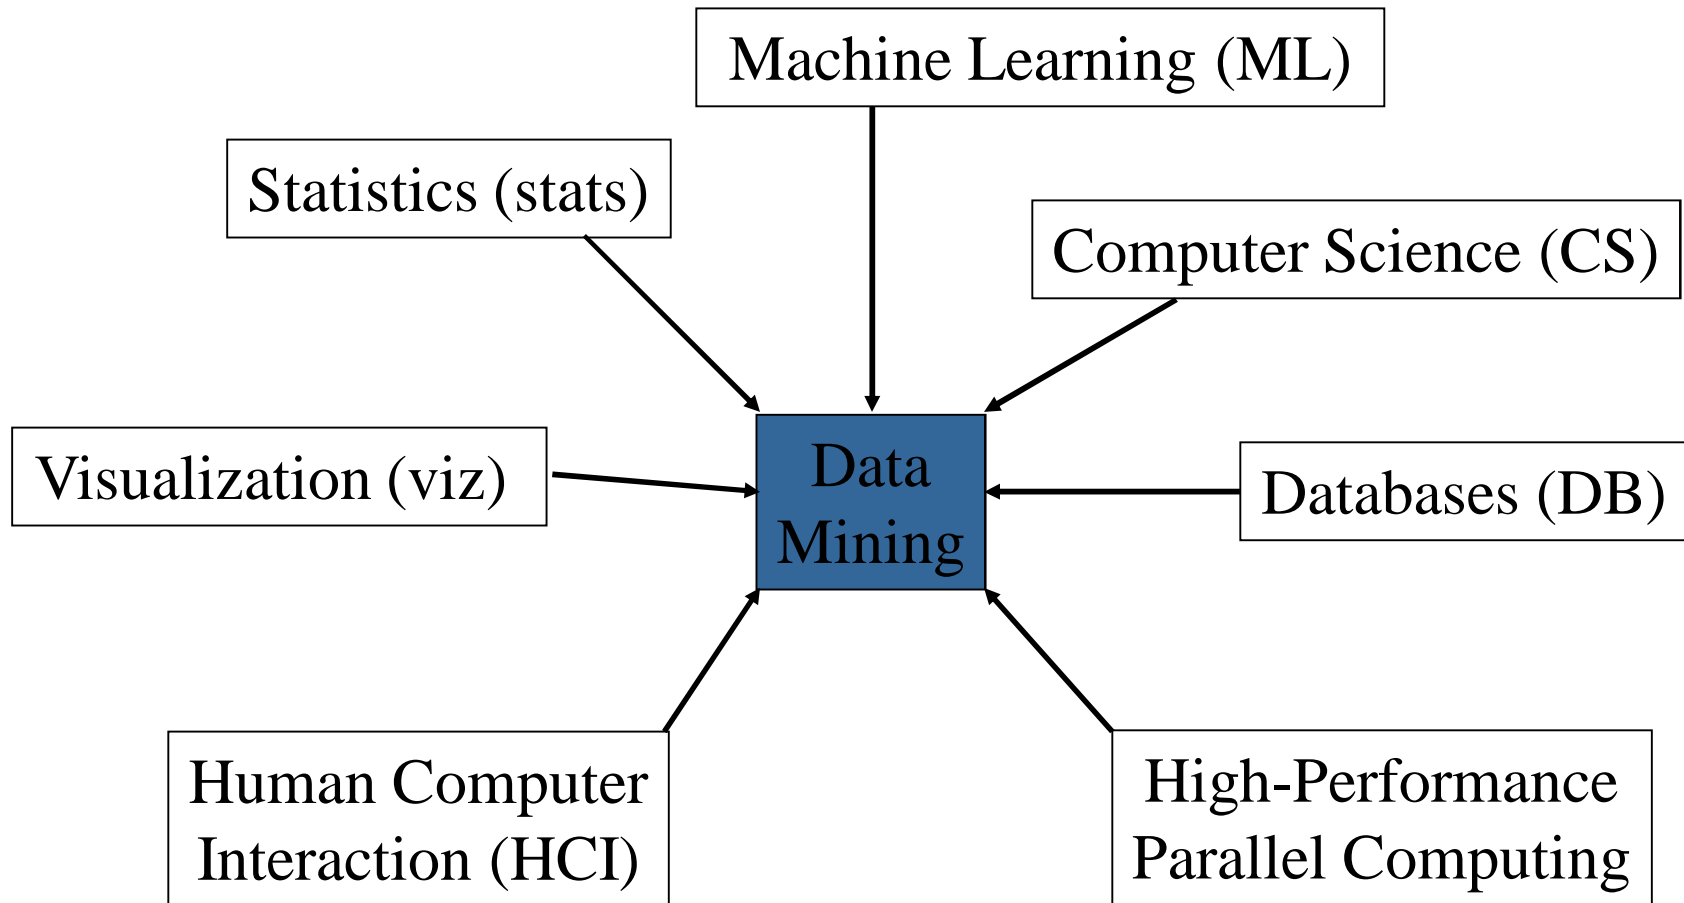 Machine Learning (ML)
Statistics (stats)
Computer Science (CS)
Visualization (viz)
Data
Mining
Databases (DB)
Human Computer
Interaction (HCI)
High-Performance
Parallel Computing